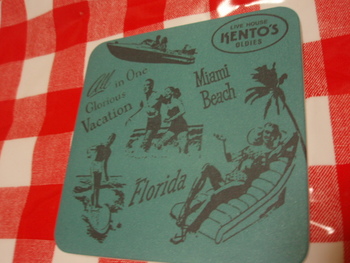 LIVE HOUSE
KENTO'S
OLDIES
All in One
Glorious
Vacation
Miami
Beach
Florida